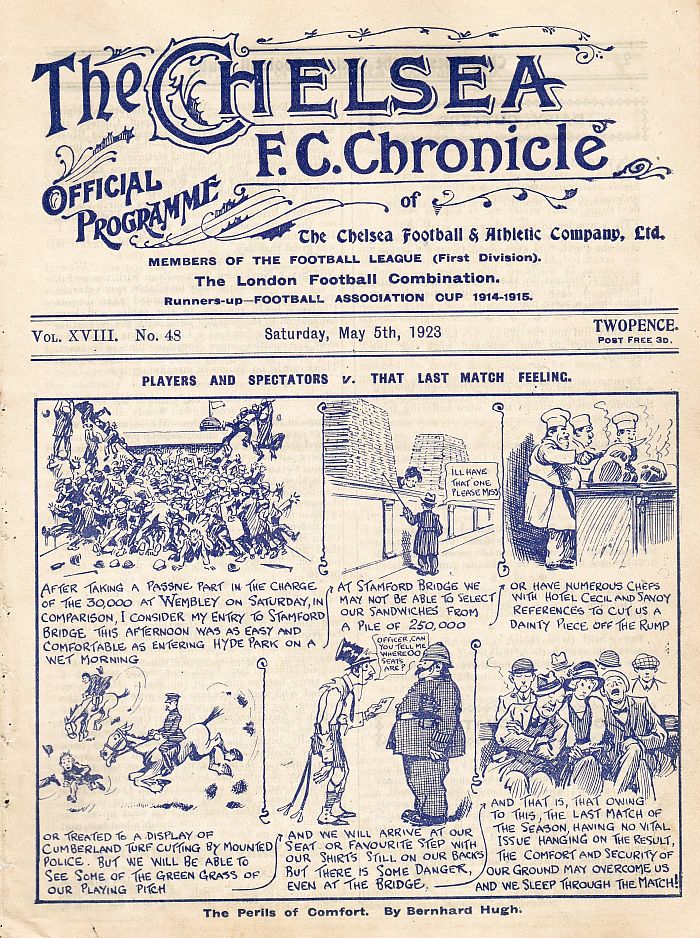 The CHELSEA
F.C. Chronicle
OFFICIAL
PROGRAMME
of
The Chelsea Football & Athletic Company, Ltd.
MEMBERS OF THE FOOTBALL LEAGUE (First Division).
The London Football Combination.
Runners-up—FOOTBALL ASSOCIATION CUP 1914-1915.
VOL. XVIII. No. 48
Saturday, May 5th, 1923
TWOPENCE.
POST FREE 3D.
PLAYERS AND SPECTATORS v. THAT LAST MATCH FEELING.
ILL HAVE
THAT ONE
PLEASE MISS
AFTER TAKING A PASSIVE PART IN THE CHARGE
OF THE 30,000 AT WEMBLEY ON SATURDAY, IN
COMPARISON, I CONSIDER MY ENTRY TO STAMFORD
BRIDGE THIS AFTERNOON WAS AS EASY AND
COMFORTABLE AS ENTERING HYDE PARK ON A
WET MORNING
AT STAMFORD BRIDGE WE
MAY NOT BE ABLE TO SELECT
OUR SANDWICHES FROM
A PILE OF 250,000
OR HAVE NUMEROUS CHEFS
WITH HOTEL CECIL AND SAVOY
REFERENCES TO CUT US A
DAINTY PIECE OFF THE RUMP
OFFICER, CAN
YOU TELL ME
WHERE OO
SEATS
ARE?
OR TREATED TO A DISPLAY OF
CUMBERLAND TURF CUTTING BY MOUNTED
POLICE. BUT WE WILL BE ABLE TO
SEE SOME OF THE GREEN GRASS OF
OUR PLAYING PITCH
AND WE WILL ARRIVE AT OUR
SEAT OR FAVOURITE STEP WITH
OUR SHIRTS STILL ON OUR BACKS
BUT THERE IS SOME DANGER,
EVEN AT THE BRIDGE.
AND THAT IS, THAT OWING
TO THIS, THE LAST MATCH OF
THE SEASON, HAVING NO VITAL
ISSUE HANGING ON THE RESULT,
THE COMFORT AND SECURITY OF
OUR GROUND MAY OVERCOME US
AND WE SLEEP THROUGH THE MATCH!
The Perils of Comfort. By Bernhard Hugh.